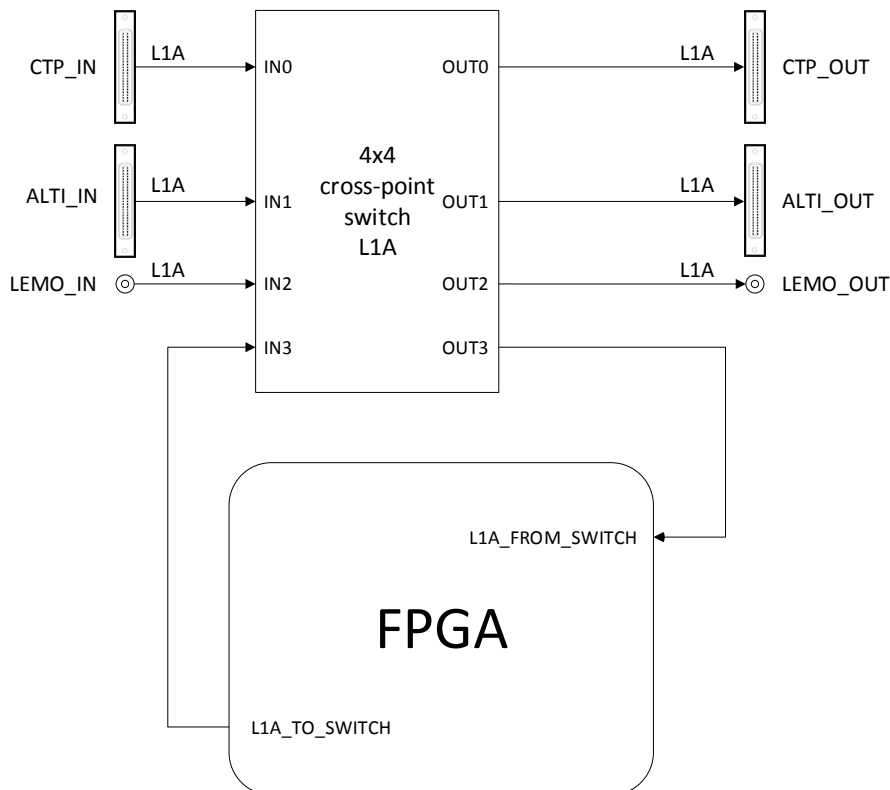 L1A
L1A
CTP_IN
IN0
OUT0
CTP_OUT
4x4
cross-point
switch
L1A
L1A
L1A
ALTI_IN
IN1
OUT1
ALTI_OUT
L1A
L1A
LEMO_IN
IN2
OUT2
LEMO_OUT
IN3
OUT3
L1A_FROM_SWITCH
FPGA
L1A_TO_SWITCH